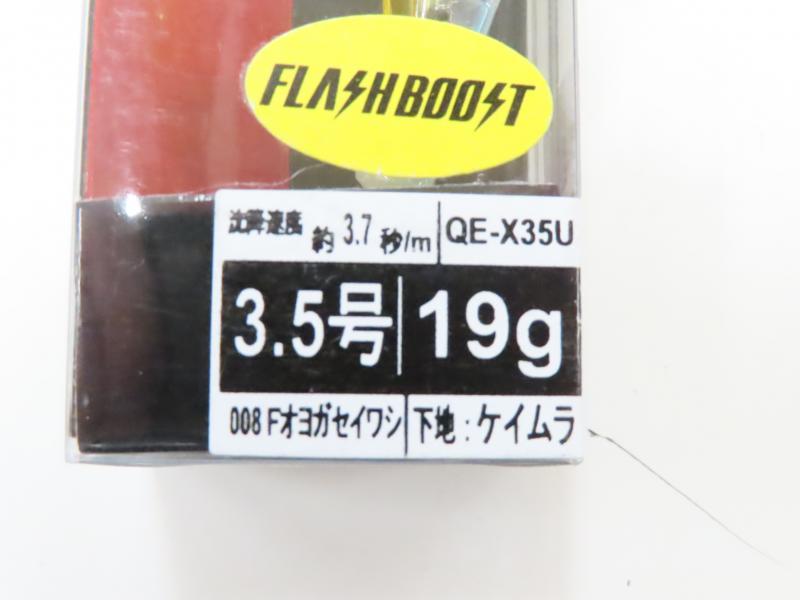 FLASHBOOST
沈降速度 約3.7秒/m QE-X35U
3.5号 19g
008 Fオヨガセイワシ 下地:ケイムラ